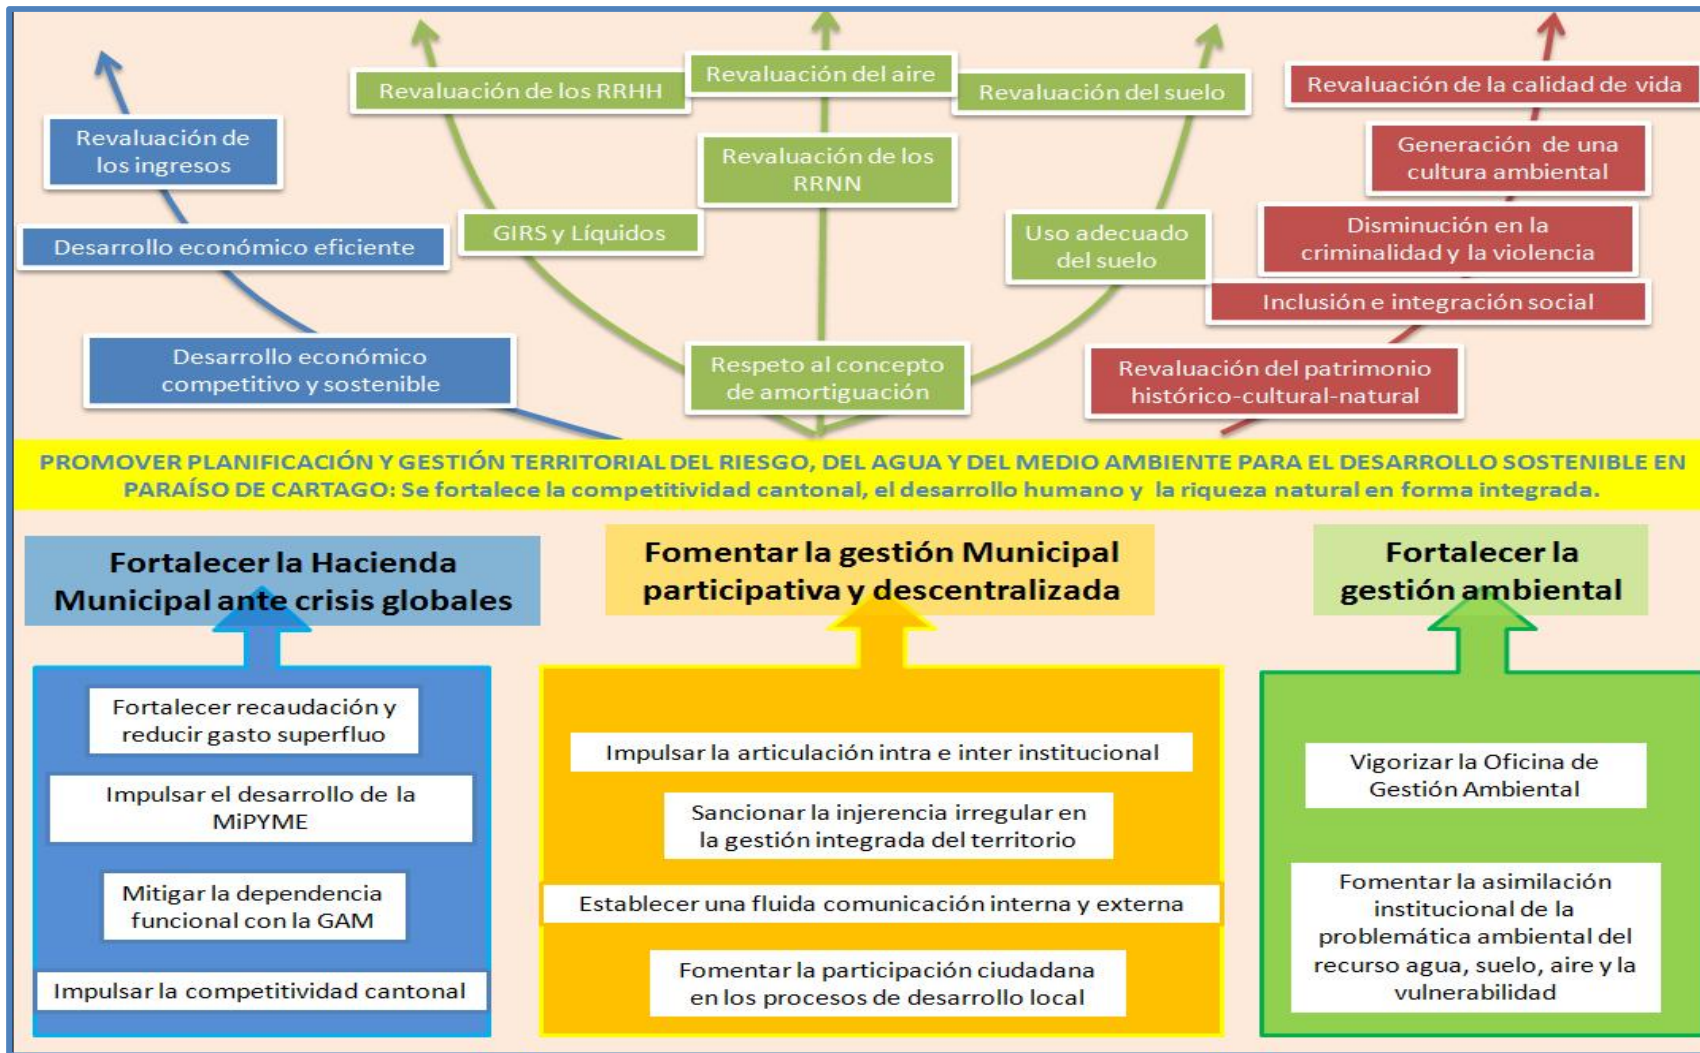 Revaluación de
los ingresos
Desarrollo económico eficiente
Desarrollo económico
competitivo y sostenible
Revaluación de los RRHH
GIRS y Líquidos
Revaluación del aire
Revaluación de los
RRNN
Respeto al concepto
de amortiguación
Revaluación del suelo
Uso adecuado
del suelo
Revaluación de la calidad de vida
Generación de una
cultura ambiental
Disminución en la
criminalidad y la violencia
Inclusión e integración social
Revaluación del patrimonio
histórico-cultural-natural
PROMOVER PLANIFICACIÓN Y GESTIÓN TERRITORIAL DEL RIESGO, DEL AGUA Y DEL MEDIO AMBIENTE PARA EL DESARROLLO SOSTENIBLE EN
PARAÍSO DE CARTAGO: Se fortalece la competitividad cantonal, el desarrollo humano y la riqueza natural en forma integrada.
Fortalecer la Hacienda
Municipal ante crisis globales
Fortalecer recaudación y
reducir gasto superfluo
Impulsar el desarrollo de la
MiPYME
Mitigar la dependencia
funcional con la GAM
Impulsar la competitividad cantonal
Fomentar la gestión Municipal
participativa y descentralizada
Impulsar la articulación intra e inter institucional
Sancionar la injerencia irregular en
la gestión integrada del territorio
Establecer una fluida comunicación interna y externa
Fomentar la participación ciudadana
en los procesos de desarrollo local
Fortalecer la
gestión ambiental
Vigorizar la Oficina de
Gestión Ambiental
Fomentar la asimilación
institucional de la
problemática ambiental del
recurso agua, suelo, aire y la
vulnerabilidad